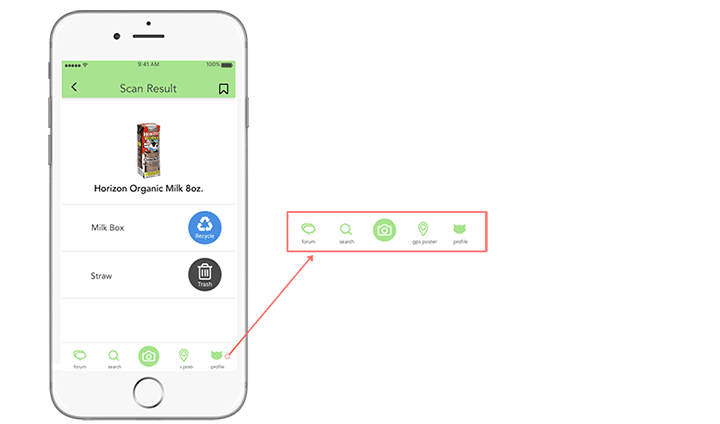 9:41 AM
100%
Scan Result
Horizon Organic Milk 8oz.
Milk Box
Recycle
Straw
Trash
forum
search
s post-
profile
forum
search
gps poster
profile